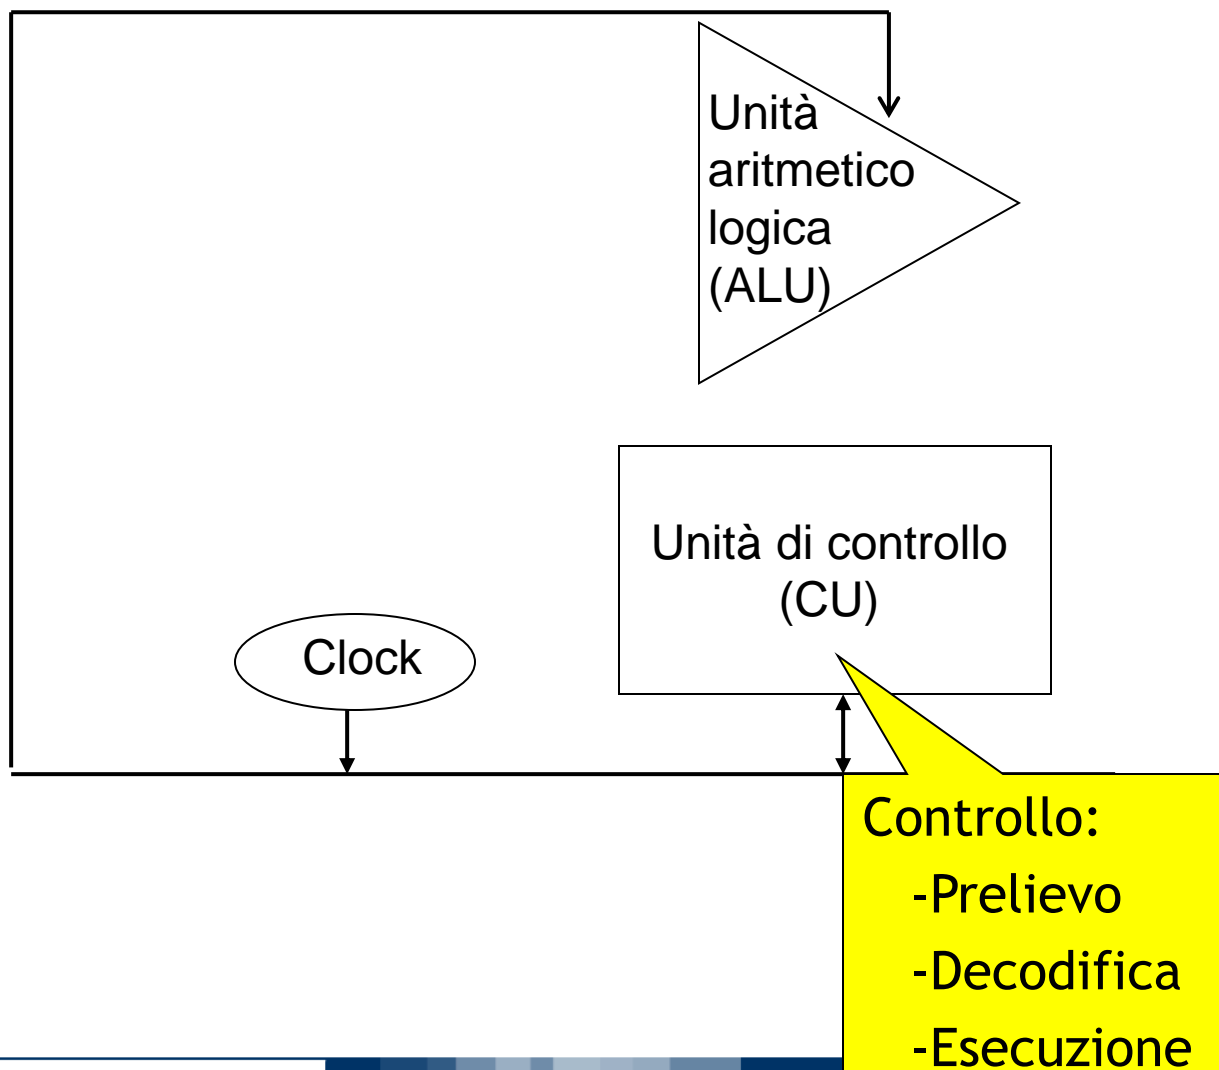 Unità
aritmetico
logica
(ALU)
Unità di controllo
(CU)
Clock
Controllo:
-Prelievo
-Decodifica
-Esecuzione